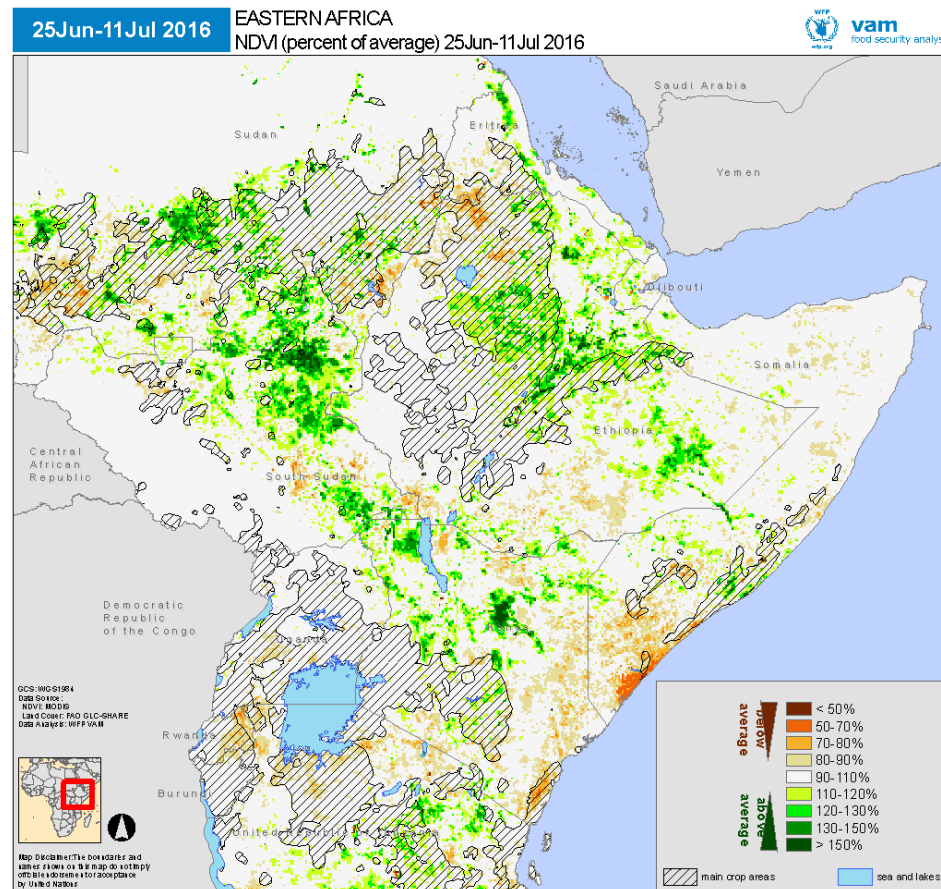 25Jun-11Jul 2016
EASTERN AFRICA
NDVI (percent of average) 25Jun-11Jul 2016
WFP
wfp.org
vam
food security analys
Saudi Arabia
Sudan
Eritrea
Yemen
Djibouti
Somalia
Ethiopia
Central
African
Republic
South Sudan
Democratic
Republic
of the Congo
Uganda
Kenya
GCS: WGS1984
Data Source:
NDVI: MODIS
Land Cover: FAO GLC-SHARE
Data Analysis: WFP VAM
Rwanda
Burundi
United Republic of Tanzania
Map Disclaimer: The boundaries and
names shown on this map do not imply
official endorsement or acceptance
by United Nations
below
average
above
average
< 50%
50-70%
70-80%
80-90%
90-110%
110-120%
120-130%
130-150%
> 150%
main crop areas
sea and lakes